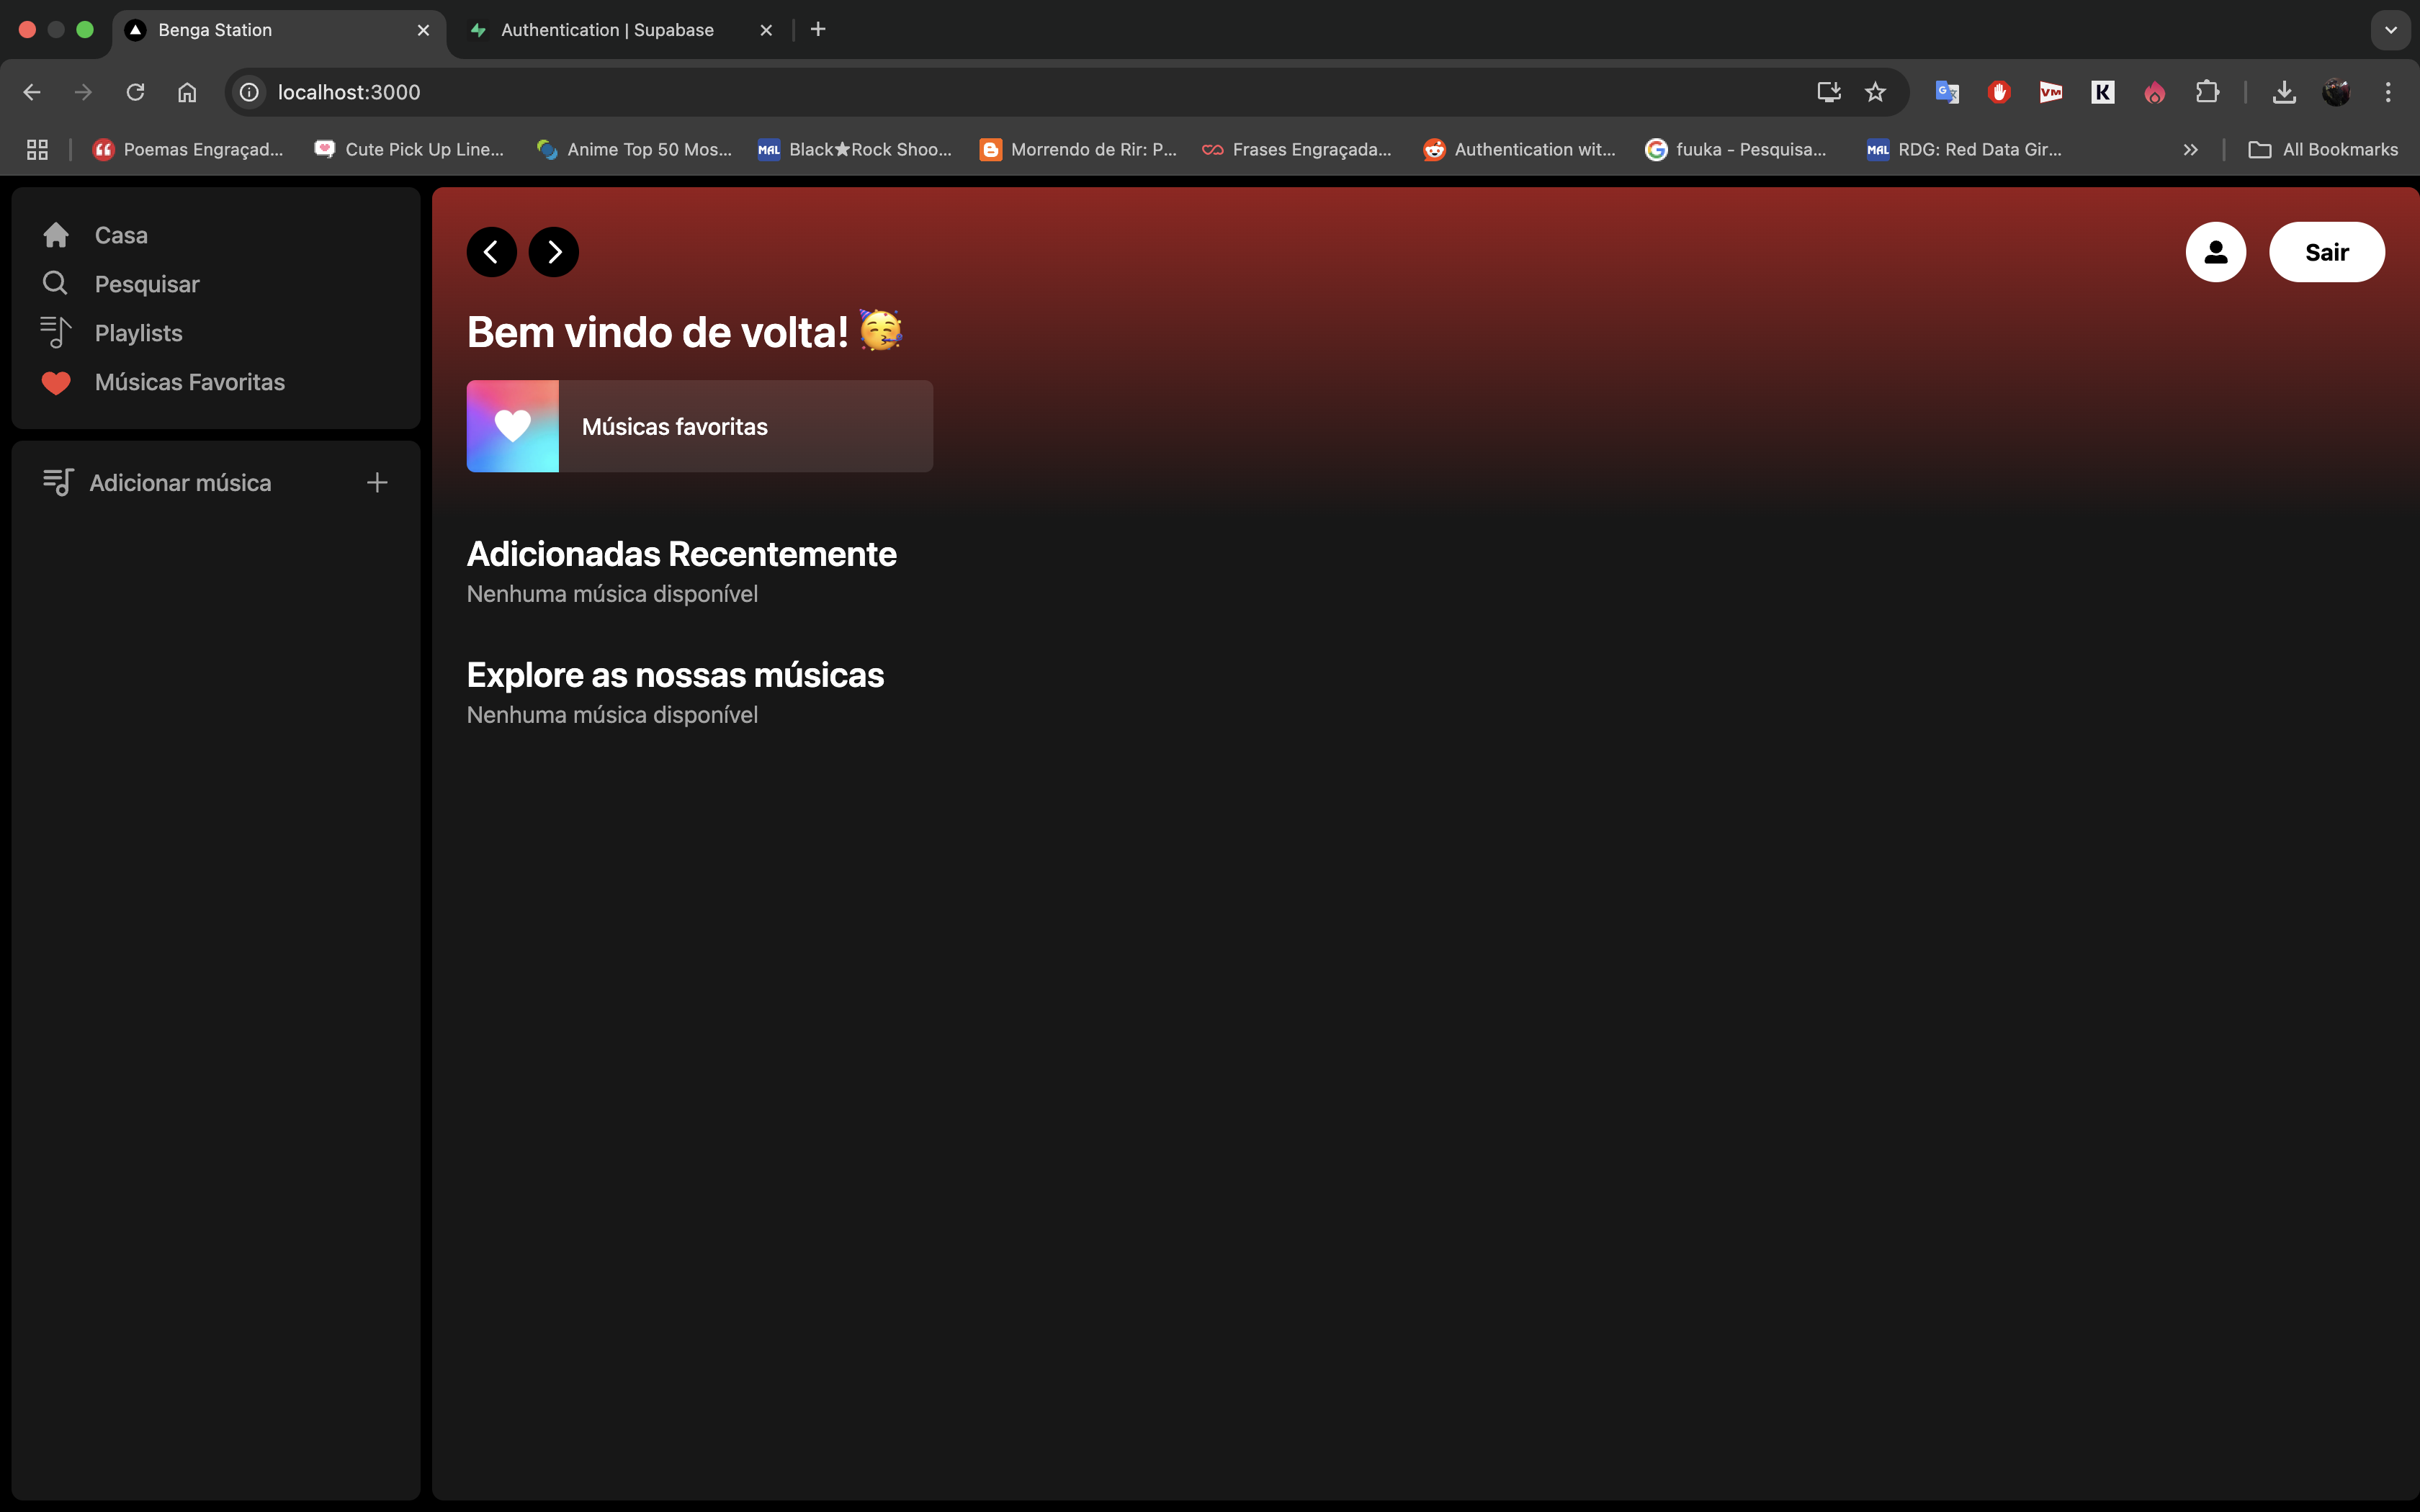 Benga Station
Authentication | Supabase
localhost:3000
Poemas Engraçad...
Cute Pick Up Line...
Anime Top 50 Mos...
MAL
Black★Rock Shoo...
Morrendo de Rir: P...
Frases Engraçada...
Authentication wit...
fuuka - Pesquisa...
MAL
RDG: Red Data Gir...
All Bookmarks
VM
K
Casa
Pesquisar
Playlists
Músicas Favoritas
Adicionar música
Sair
Bem vindo de volta! 🥳
Músicas favoritas
Adicionadas Recentemente
Nenhuma música disponível
Explore as nossas músicas
Nenhuma música disponível